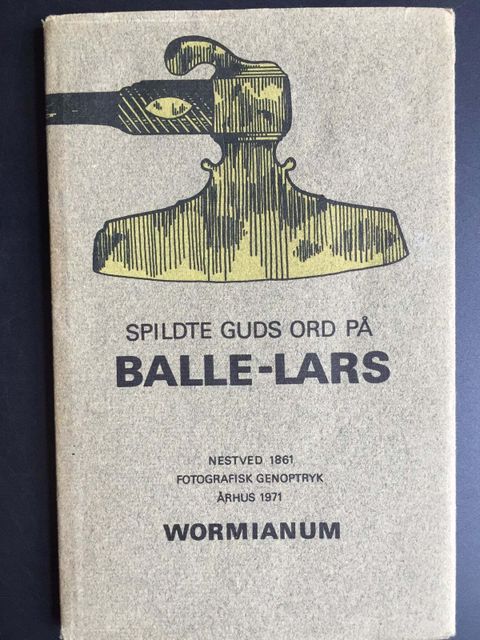 SPILDTE GUDS ORD PÅ
BALLE-LARS
NESTVED 1861
FOTOGRAFISK GENOPTRYK
ÅRHUS 1971
WORMIANUM